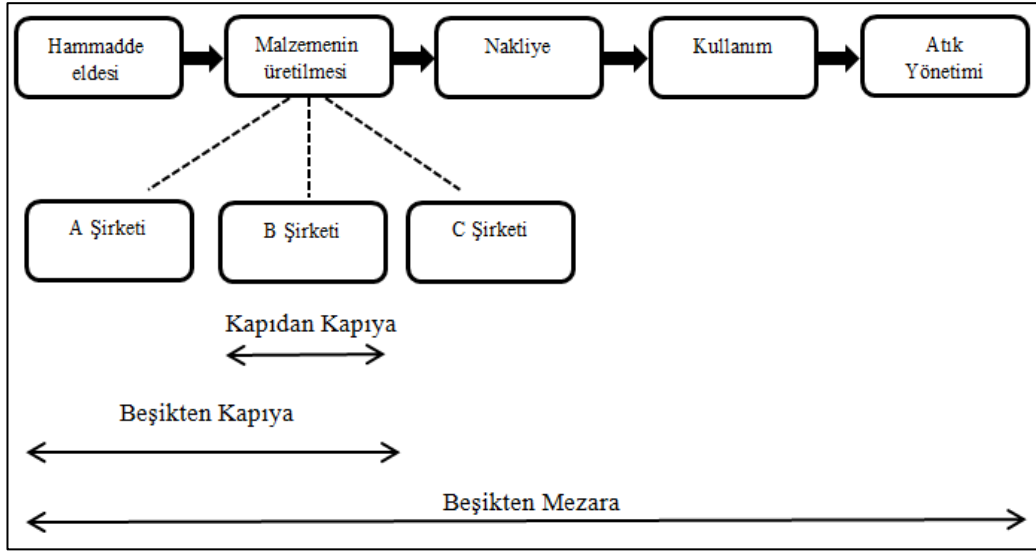 Hammadde
eldesi
Malzemenin
üretilmesi
Nakliye
Kullanım
Atık
Yönetimi
A Şirketi
B Şirketi
C Şirketi
Kapıdan Kapıya
Beşikten Kapıya
Beşikten Mezara